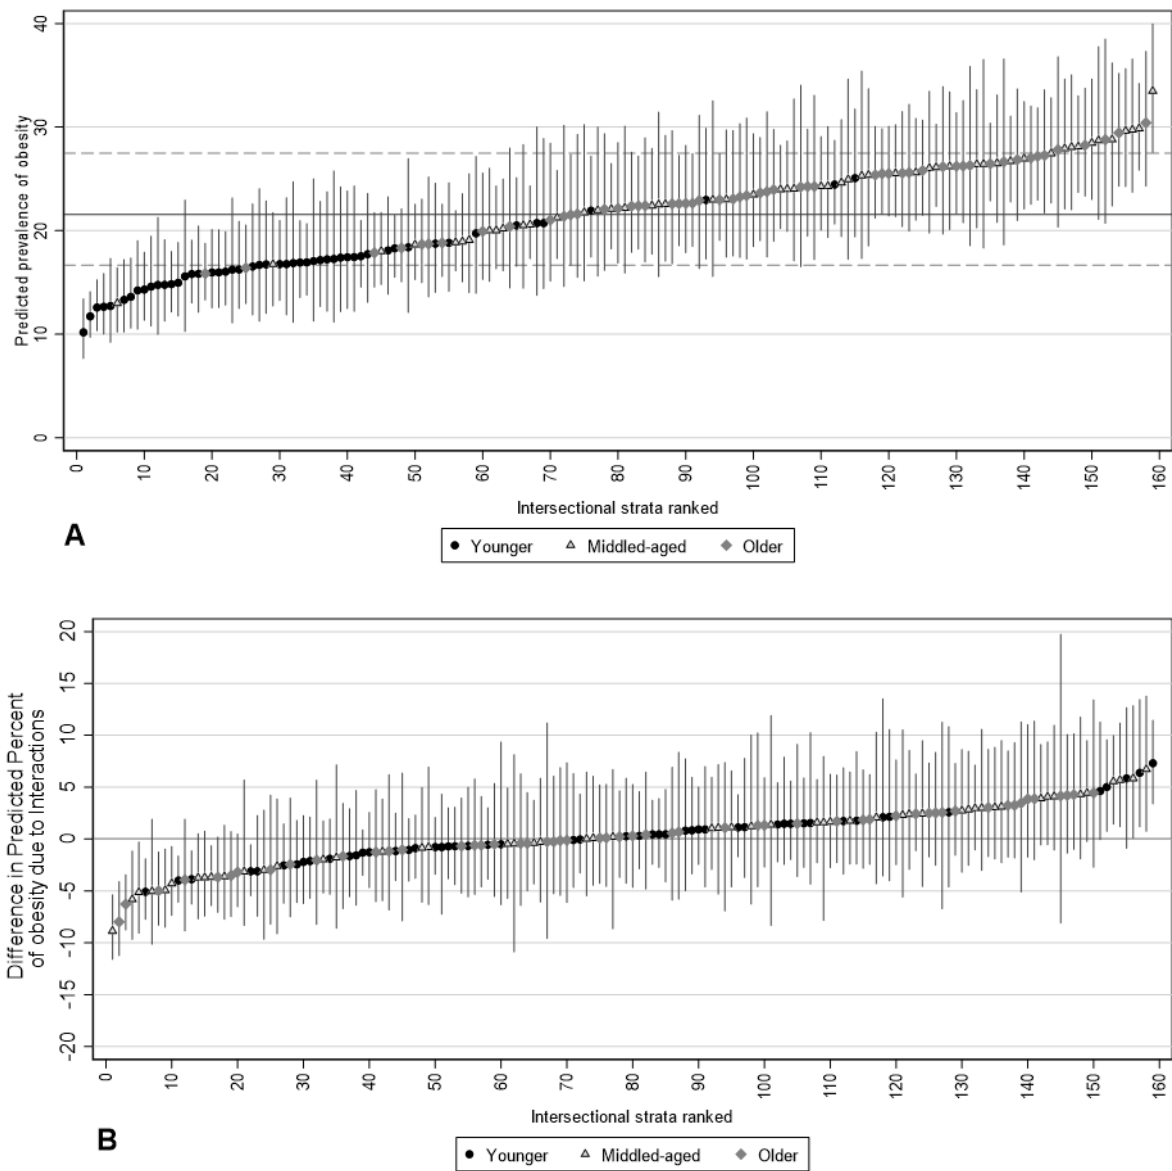 40
30
20
10
0
Predicted prevalence of obesity
0 10 20 30 40 50 60 70 80 90 100 110 120 130 140 150 160
Intersectional strata ranked
A
Younger Middled-aged Older
20
15
10
5
0
-5
-10
-15
-20
Difference in Predicted Percent
of obesity due to Interactions
0 10 20 30 40 50 60 70 80 90 100 110 120 130 140 150 160
Intersectional strata ranked
B
Younger Middled-aged Older